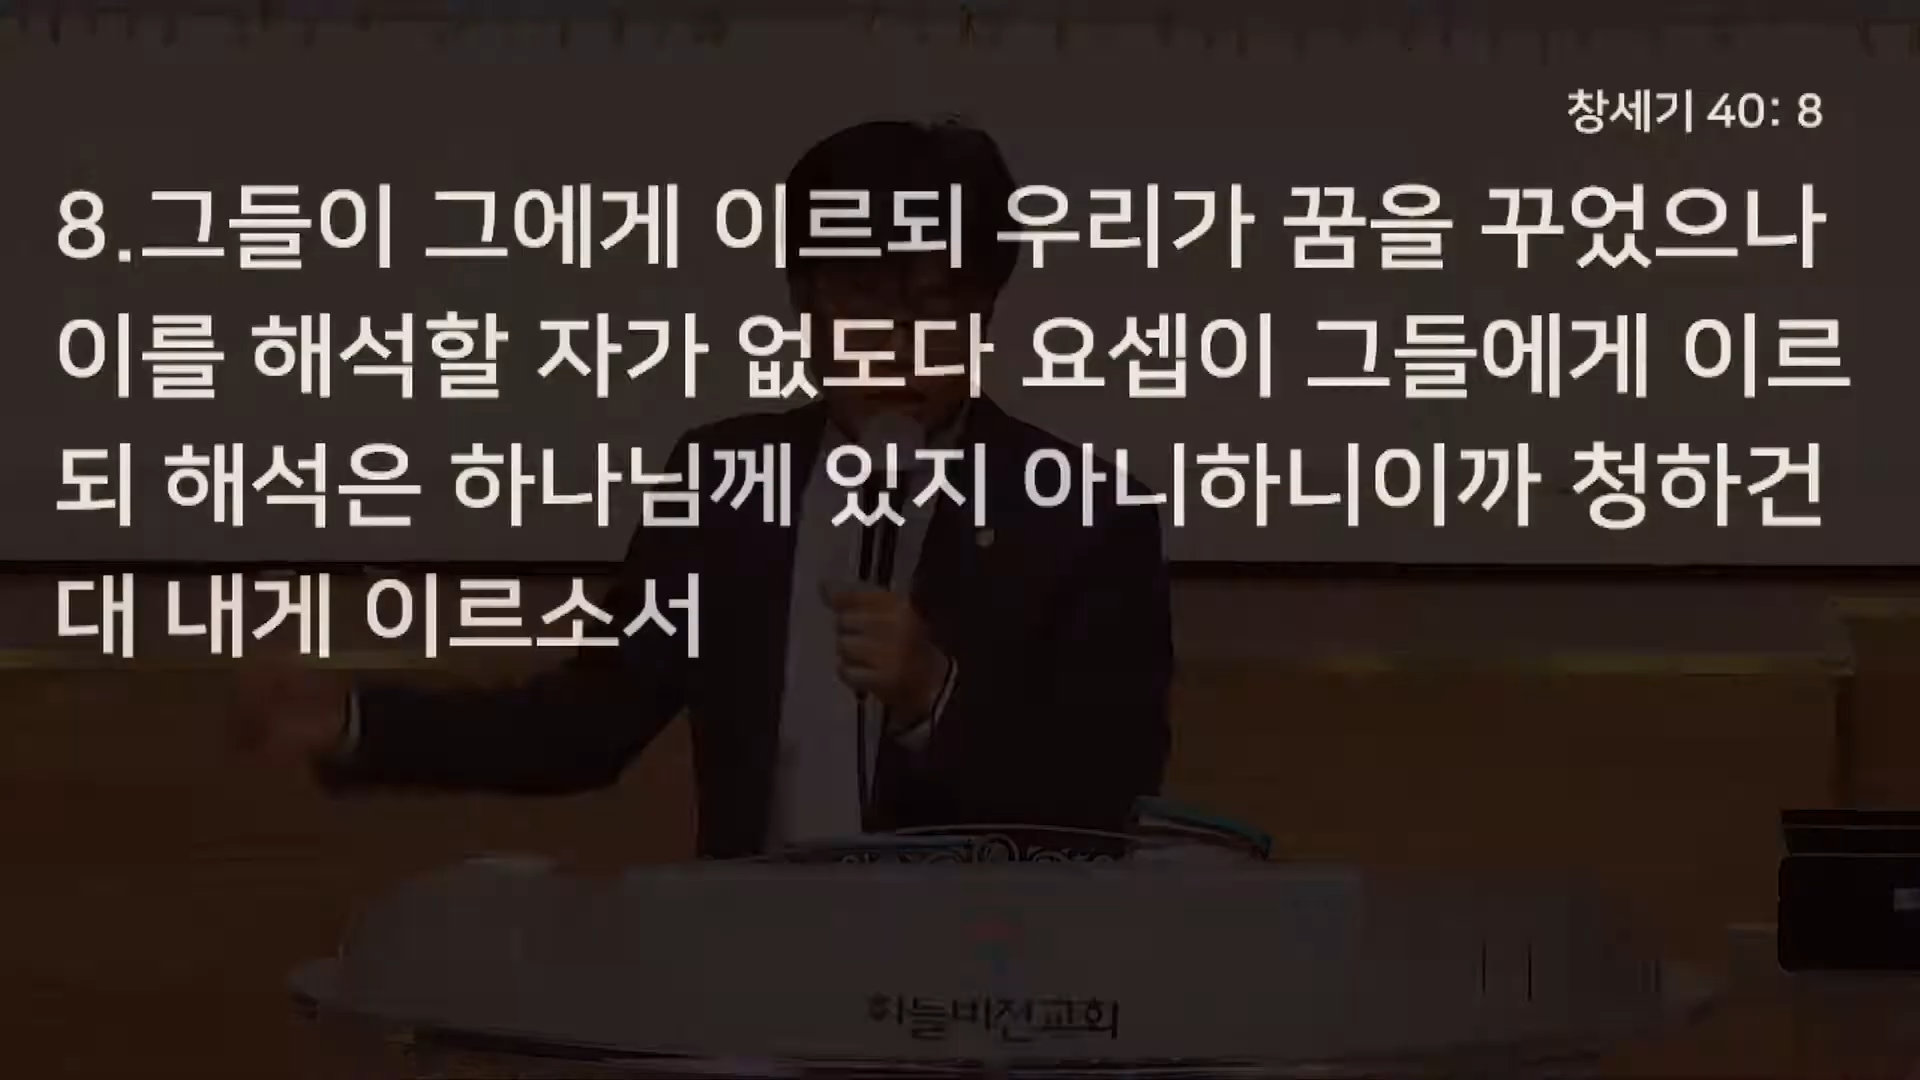 창세기 40: 8
8.그들이 그에게 이르되 우리가 꿈을 꾸었으나
이를 해석할 자가 없도다 요셉이 그들에게 이르
되 해석은 하나님께 있지 아니하니이까 청하건
대 내게 이르소서
하늘비전교회